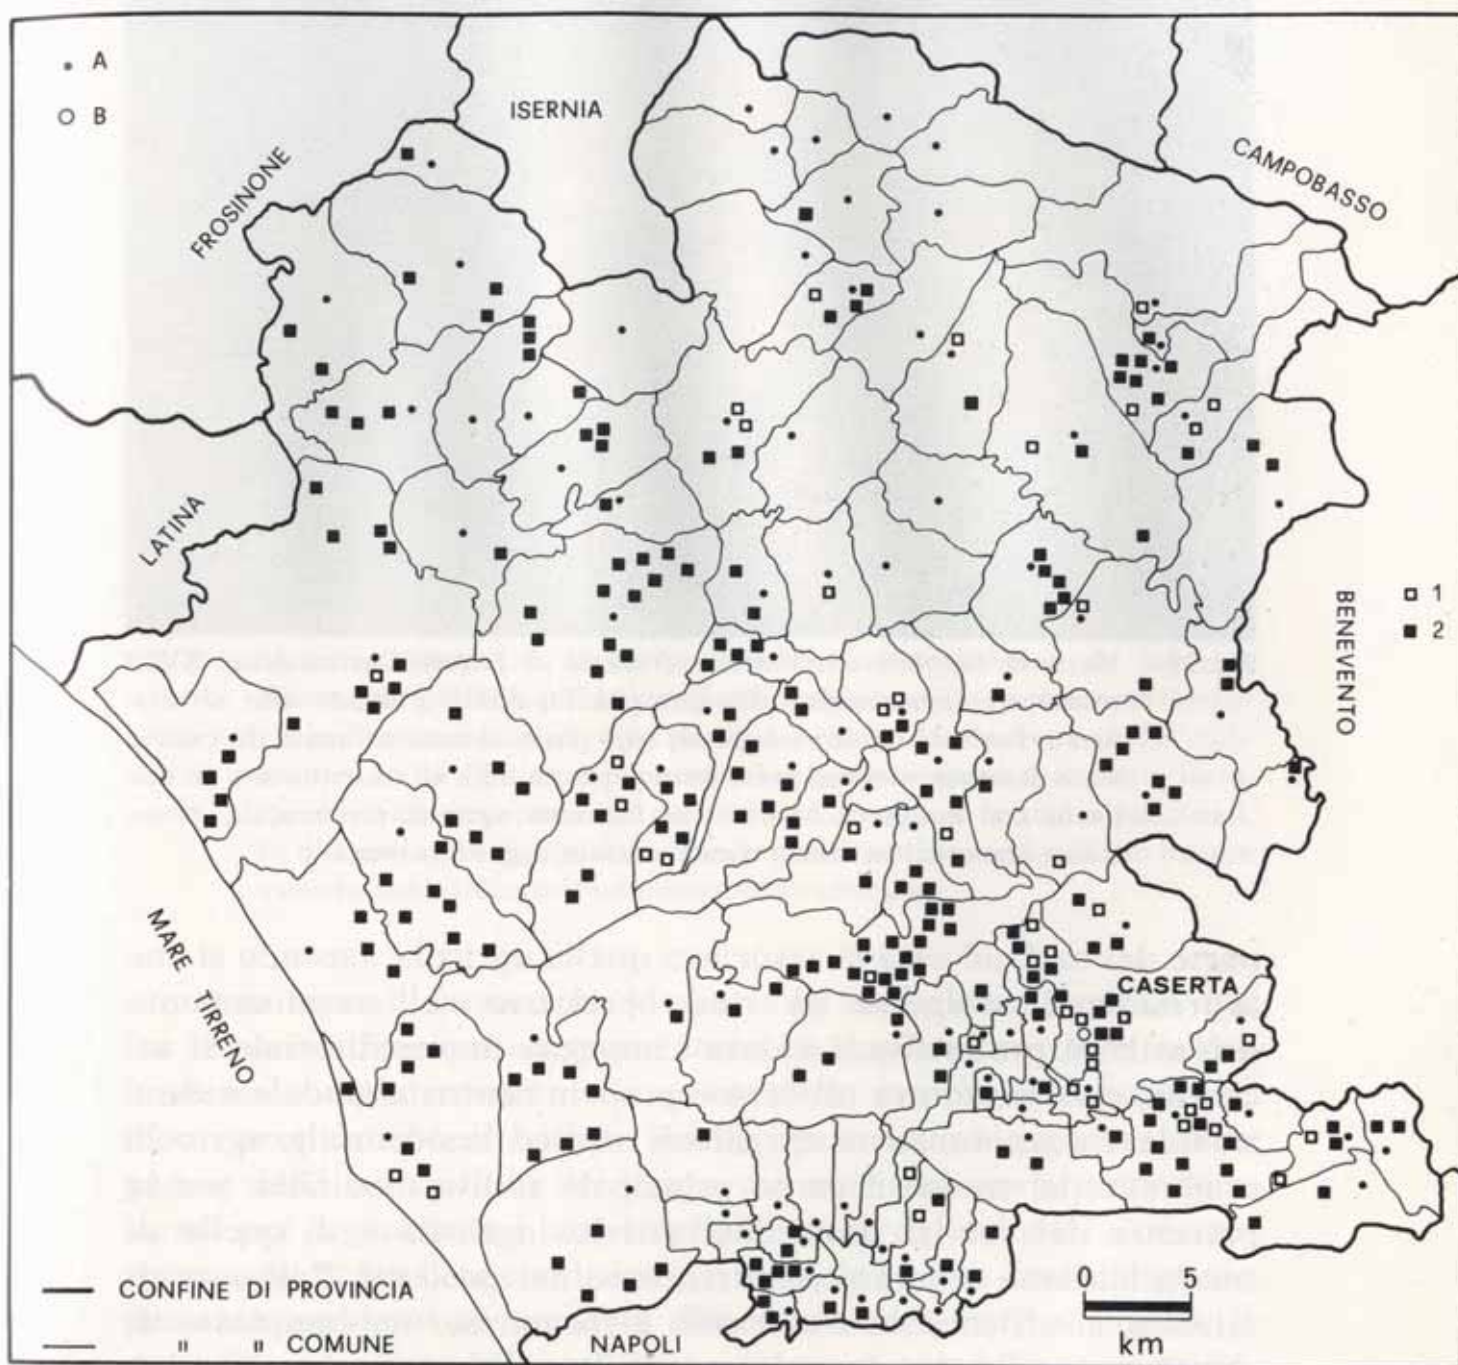 A
B
ISERNIA
FROSINONE
CAMPOBASSO
LATINA
1
2
BENEVENTO
MARE TIRRENO
CASERTA
0 5
km
CONFINE DI PROVINCIA
" " COMUNE
NAPOLI